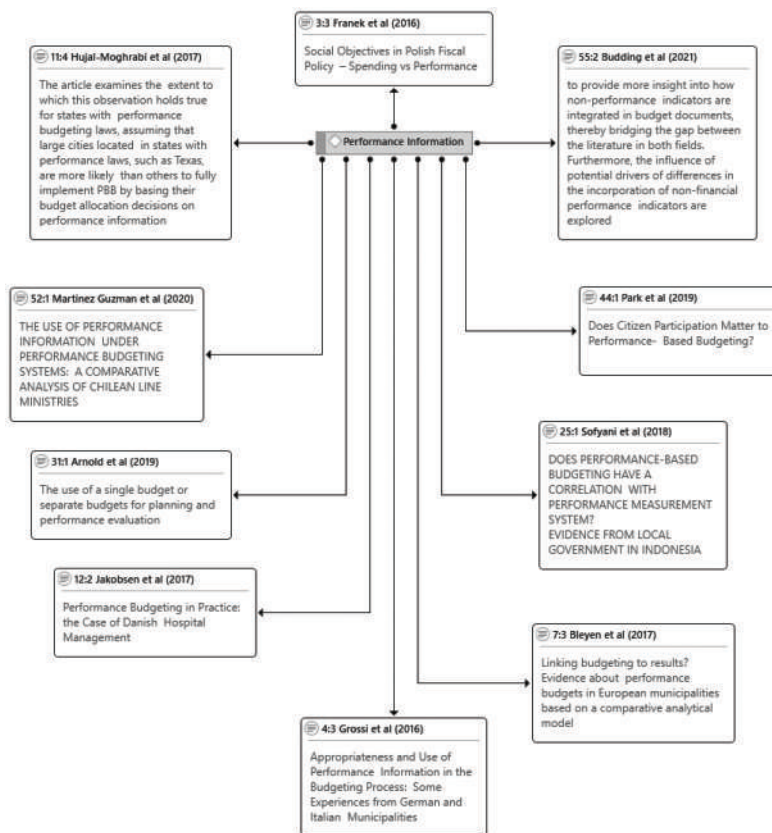 3:3 Franek et al (2016)
Social Objectives in Polish Fiscal
Policy – Spending vs Performance
11:4 Hujal-Moghrabi et al (2017)
The article examines the extent to
which this observation holds true
for states with performance
budgeting laws, assuming that
large cities located in states with
performance laws, such as Texas,
are more likely than others to fully
implement PBB by basing their
budget allocation decisions on
performance information
55:2 Budding et al (2021)
to provide more insight into how
non-performance indicators are
integrated in budget documents,
thereby bridging the gap between
the literature in both fields.
Furthermore, the influence of
potential drivers of differences in
the incorporation of non-financial
performance indicators are
explored
Performance Information
52:1 Martinez Guzman et al (2020)
THE USE OF PERFORMANCE
INFORMATION UNDER
PERFORMANCE BUDGETING
SYSTEMS: A COMPARATIVE
ANALYSIS OF CHILEAN LINE
MINISTRIES
44:1 Park et al (2019)
Does Citizen Participation Matter to
Performance- Based Budgeting?
25:1 Sofyani et al (2018)
DOES PERFORMANCE-BASED
BUDGETING HAVE A
CORRELATION WITH
PERFORMANCE MEASUREMENT
SYSTEM?
EVIDENCE FROM LOCAL
GOVERNMENT IN INDONESIA
31:1 Arnold et al (2019)
The use of a single budget or
separate budgets for planning and
performance evaluation
12:2 Jakobsen et al (2017)
Performance Budgeting in Practice:
the Case of Danish Hospital
Management
7:3 Bleyen et al (2017)
Linking budgeting to results?
Evidence about performance
budgets in European municipalities
based on a comparative analytical
model
4:3 Grossi et al (2016)
Appropriateness and Use of
Performance Information in the
Budgeting Process: Some
Experiences from German and
Italian Municipalities